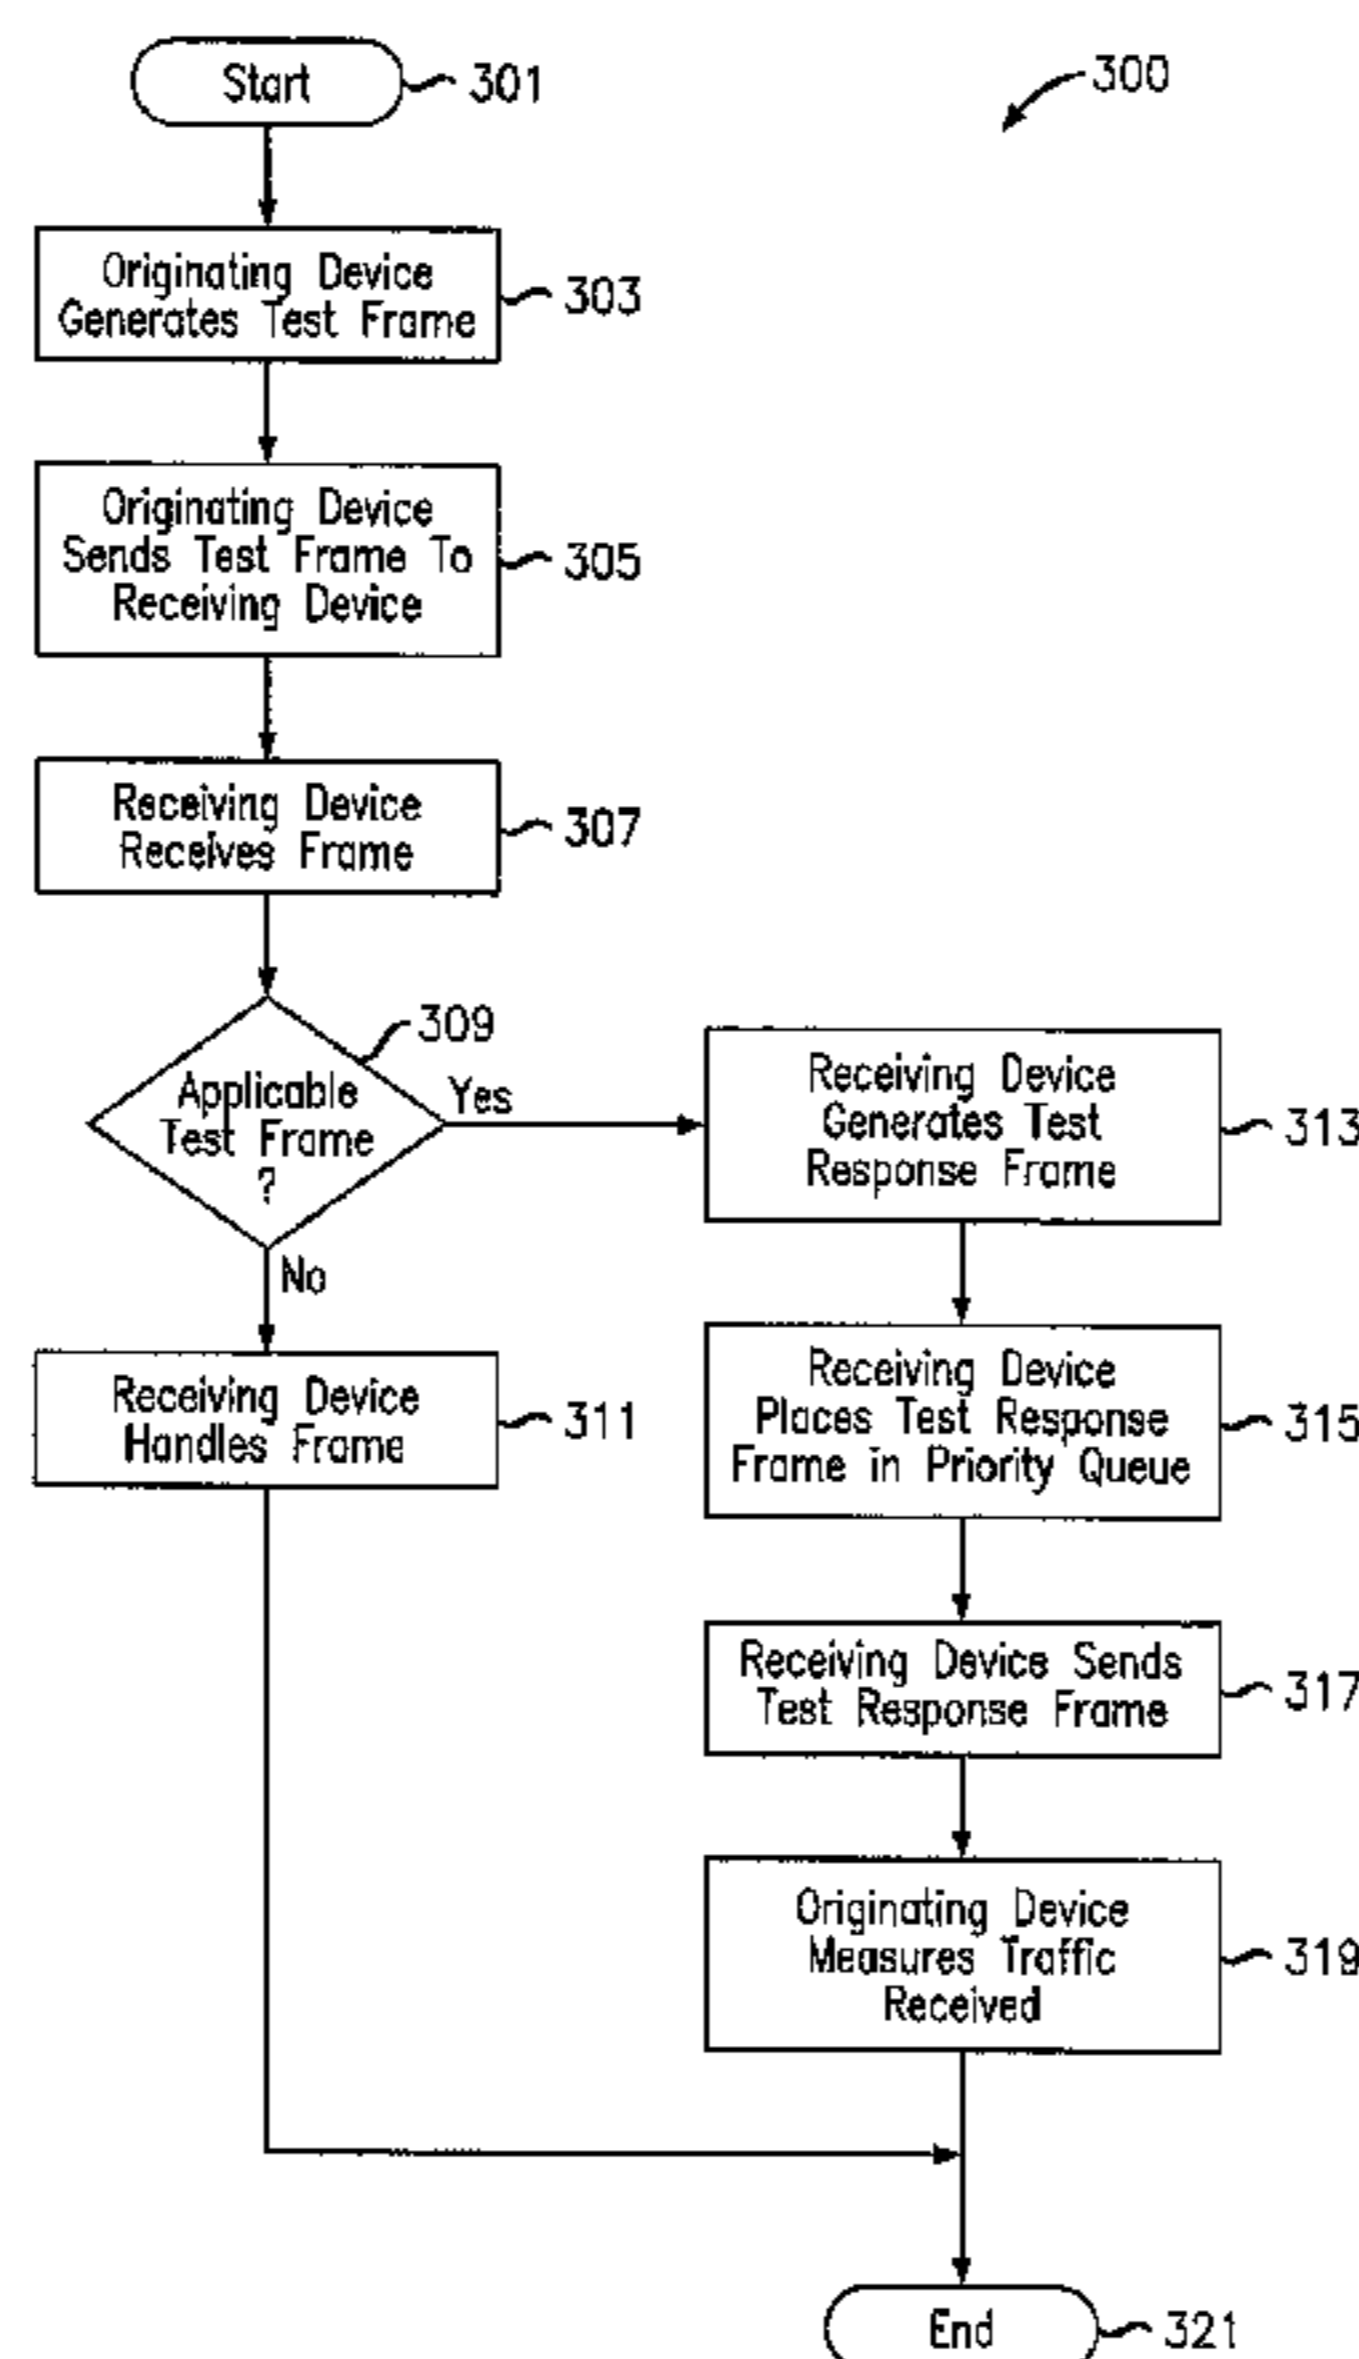 Start
301
300
Originating Device
Generates Test Frame
303
Originating Device
Sends Test Frame To
Receiving Device
305
Receiving Device
Receives Frame
307
309
Applicable
Test Frame
?
Yes
No
Receiving Device
Handles Frame
311
Receiving Device
Generates Test
Response Frame
313
Receiving Device
Places Test Response
Frame in Priority Queue
315
Receiving Device Sends
Test Response Frame
317
Originating Device
Measures Traffic
Received
319
End
321